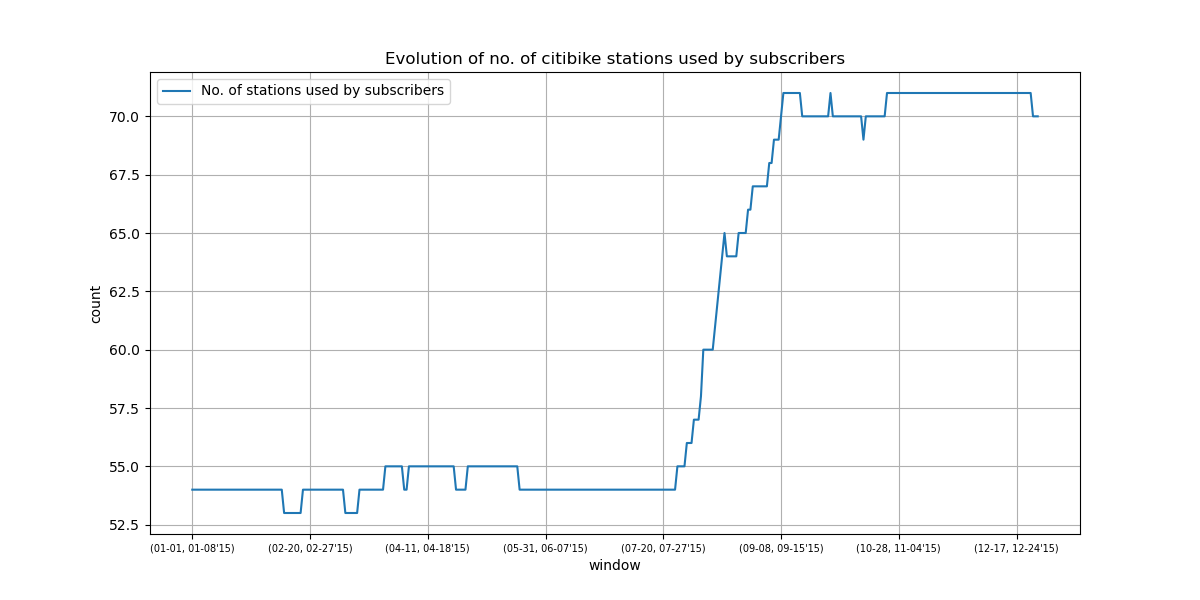 Evolution of no. of citibike stations used by subscribers
No. of stations used by subscribers
70.0
67.5
65.0
62.5
60.0
57.5
55.0
52.5
count
(01-01, 01-08'15) (02-20, 02-27'15) (04-11, 04-18'15) (05-31, 06-07'15) (07-20, 07-27'15) (09-08, 09-15'15) (10-28, 11-04'15) (12-17, 12-24'15)
window